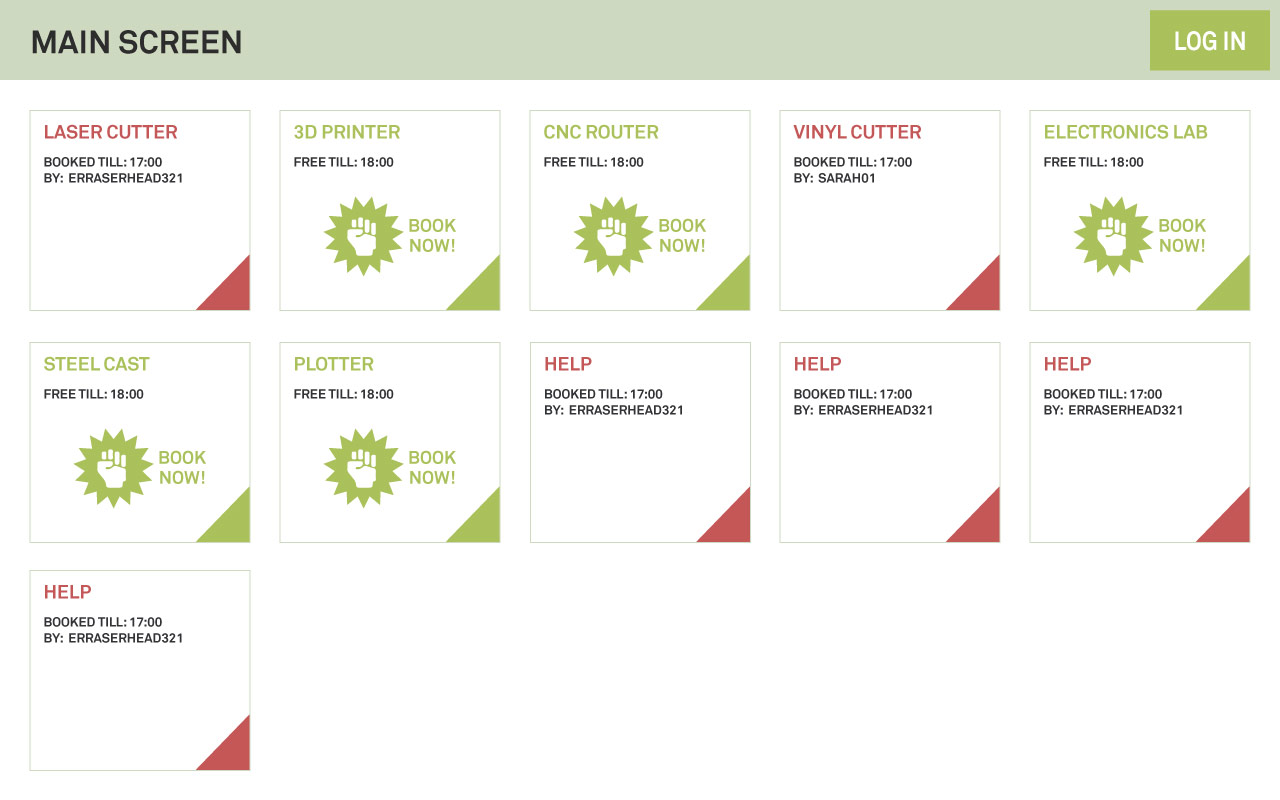 MAIN SCREEN
LOG IN
LASER CUTTER
BOOKED TILL: 17:00
BY: ERRASERHEAD321
3D PRINTER
FREE TILL: 18:00
BOOK
NOW!
CNC ROUTER
FREE TILL: 18:00
BOOK
NOW!
VINYL CUTTER
BOOKED TILL: 17:00
BY: SARAH01
ELECTRONICS LAB
FREE TILL: 18:00
BOOK
NOW!
STEEL CAST
FREE TILL: 18:00
BOOK
NOW!
PLOTTER
FREE TILL: 18:00
BOOK
NOW!
HELP
BOOKED TILL: 17:00
BY: ERRASERHEAD321
HELP
BOOKED TILL: 17:00
BY: ERRASERHEAD321
HELP
BOOKED TILL: 17:00
BY: ERRASERHEAD321
HELP
BOOKED TILL: 17:00
BY: ERRASERHEAD321